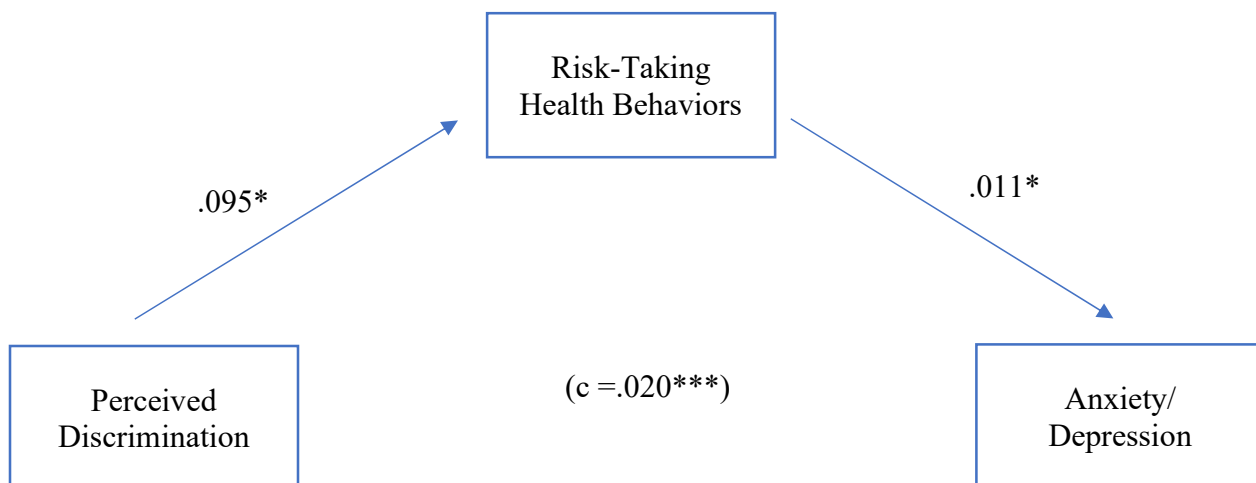 Risk-Taking
Health Behaviors
.095*
.011*
Perceived
Discrimination
(c =.020***)
Anxiety/
Depression